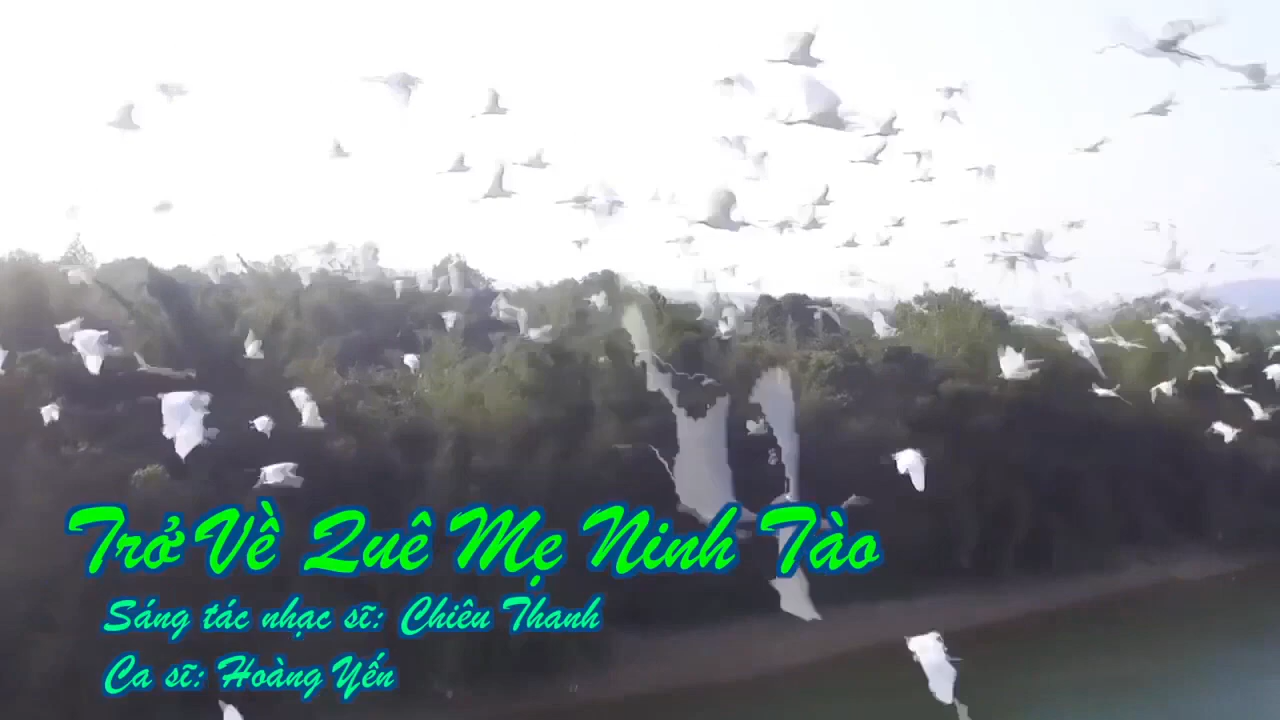 Trở Về Quê Mẹ Ninh Tào
Sáng tác nhạc sĩ: Chiêu Thanh
Ca sĩ: Hoàng Yến